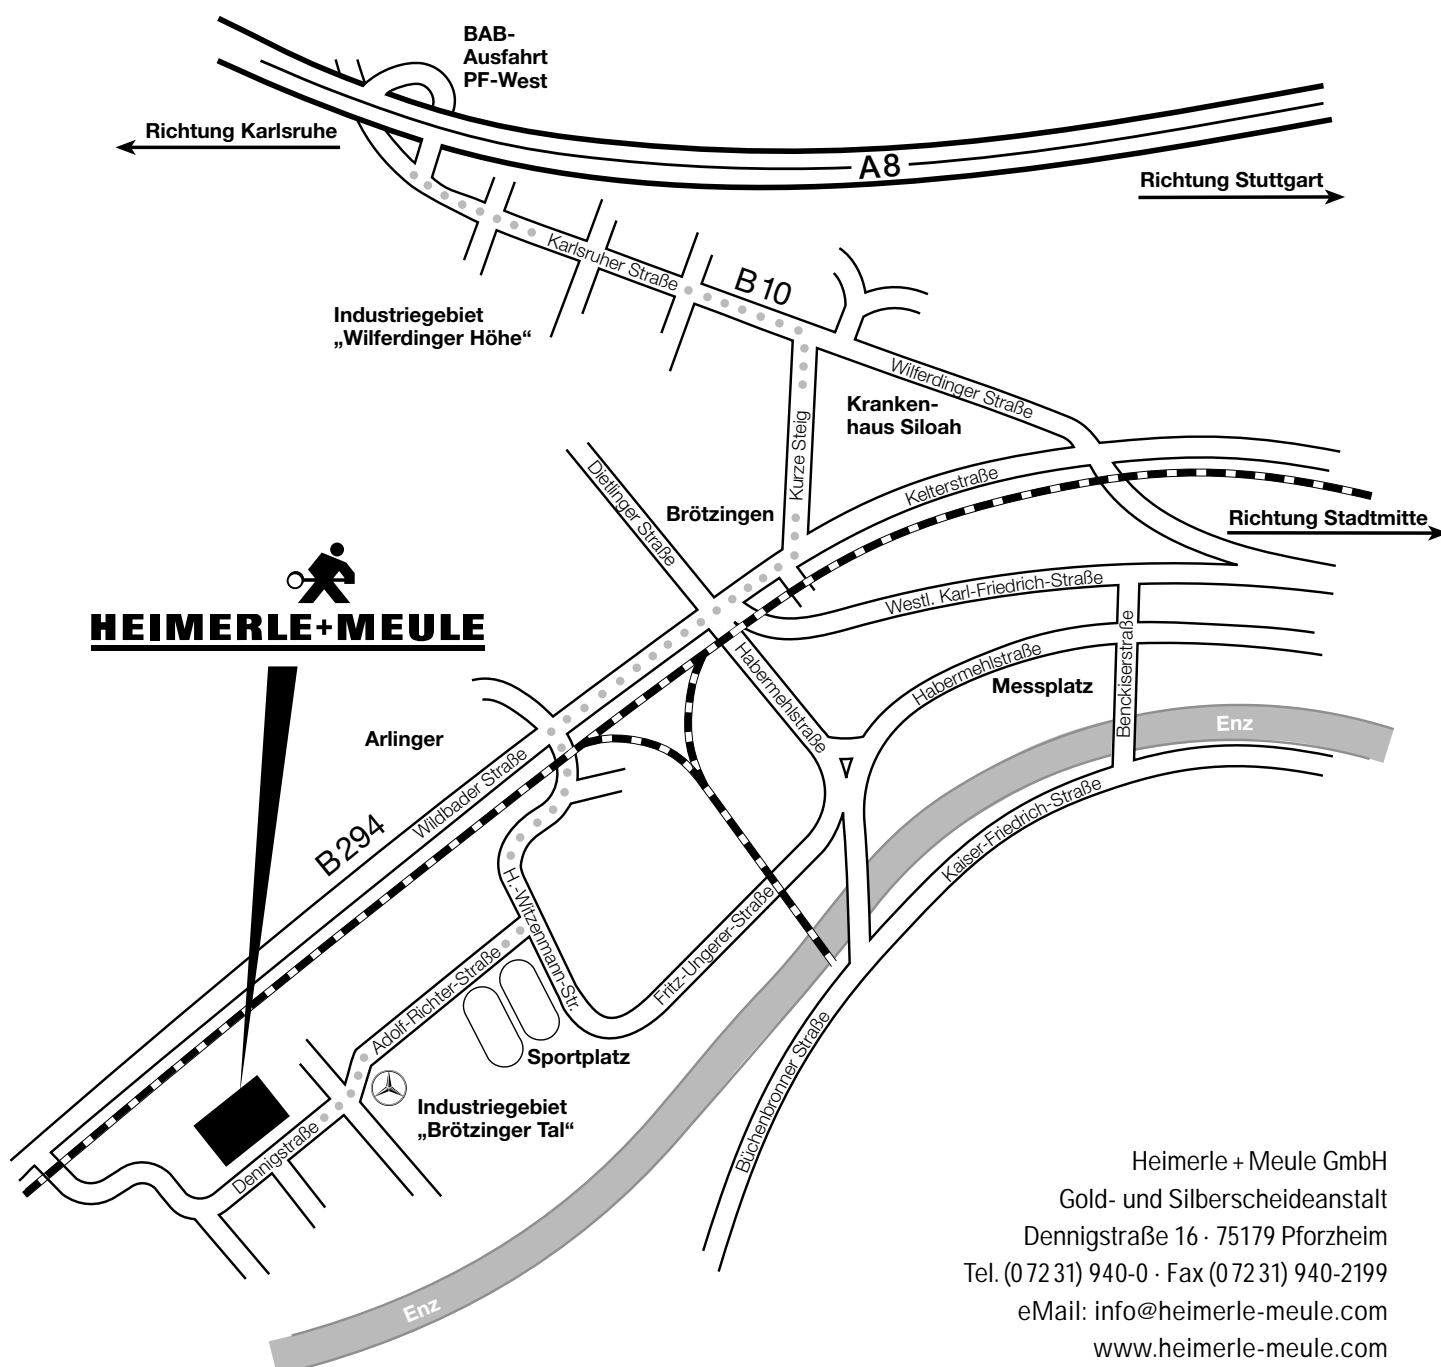 BAB-
Ausfahrt
PF-West
Richtung Karlsruhe
A8
Richtung Stuttgart
Karlsruher Straße
B10
Industriegebiet
„Wilferdinger Höhe“
Wilferdinger Straße
Kranken-
haus Siloah
Kurze Steig
Kelterstraße
Dietlinger Straße
Brötzingen
Richtung Stadtmitte
HEIMERLE+MEULE
Westl. Karl-Friedrich-Straße
Benckiserstraße
Habermehlstraße
Habermehlstraße
Messplatz
Enz
Arlinger
Wildbader Straße
B294
Kaiser-Friedrich-Straße
H.-Witzenmann-Str.
Fritz-Ungerer-Straße
Adolf-Richter-Straße
Sportplatz
Industriegebiet
„Brötzinger Tal“
Dennigstraße
Büchenbronner Straße
Enz
Heimerle + Meule GmbH
Gold- und Silberscheideanstalt
Dennigstraße 16 · 75179 Pforzheim
Tel. (0 72 31) 940-0 · Fax (0 72 31) 940-2199
eMail: info@heimerle-meule.com
www.heimerle-meule.com